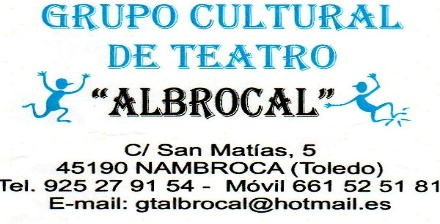 GRUPO CULTURAL
DE TEATRO
"ALBROCAL"
C/ San Matías, 5
45190 NAMBROCA (Toledo)
Tel. 925 27 91 54 - Móvil 661 52 51 81
E-mail: gtalbrocal@hotmail.es